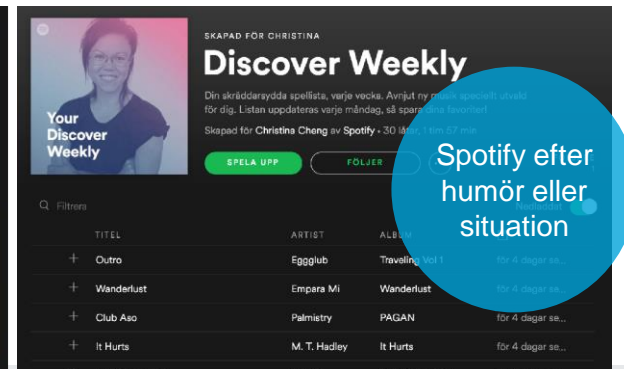 SKAPAD FÖR CHRISTINA
Discover Weekly
Din skräddarsydda spellista, varje vecka. Avnjut ny musik speciellt utvald
för dig. Listan uppdateras varje måndag, så spara dina favoriter!
Skapad för Christina Cheng av Spotify • 30 låtar, 1 tim 57 min
Your
Discover
Weekly
SPELA UPP
FÖLJER
Spotify efter
humör eller
situation
Filtrera
Nerladdat
TITEL ARTIST ALBUM
Outro Eggglub Traveling Vol 1 för 4 dagar se...
Wanderlust Empara Mi Wanderlust för 4 dagar se...
Club Aso Palmistry PAGAN för 4 dagar se...
It Hurts M. T. Hadley It Hurts för 4 dagar se...